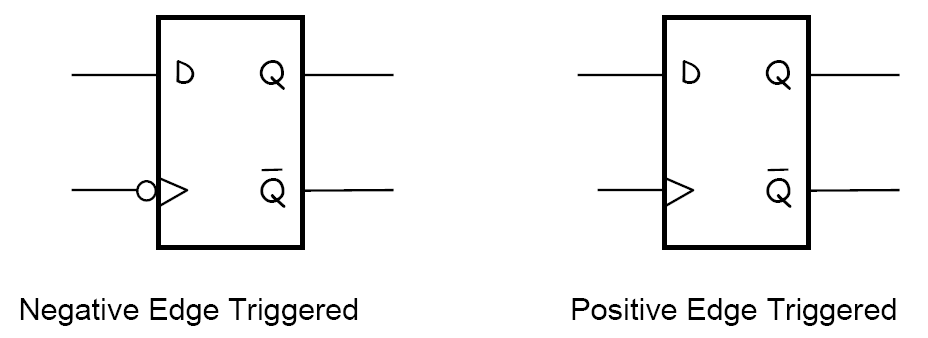 D Q
Q̅
Negative Edge Triggered
D Q
Q̅
Positive Edge Triggered